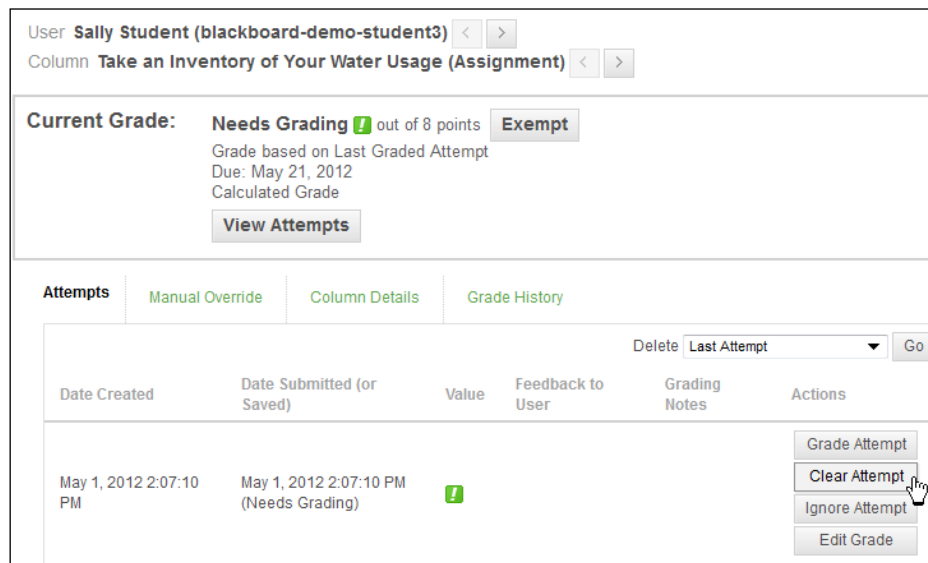 User Sally Student (blackboard-demo-student3) < >
Column Take an Inventory of Your Water Usage (Assignment) < >
Current Grade: Needs Grading ! out of 8 points Exempt
Grade based on Last Graded Attempt
Due: May 21, 2012
Calculated Grade
View Attempts
Attempts Manual Override Column Details Grade History
Delete Last Attempt Go
Date Created Date Submitted (or Saved) Value Feedback to User Grading Notes Actions
May 1, 2012 2:07:10 PM May 1, 2012 2:07:10 PM (Needs Grading) ! Grade Attempt
Clear Attempt
Ignore Attempt
Edit Grade